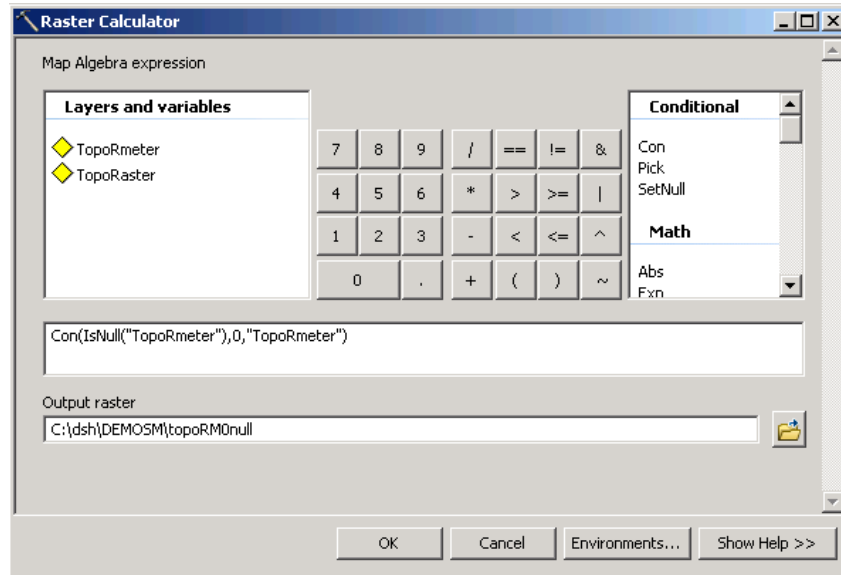 Raster Calculator
Map Algebra expression
Layers and variables
TopoRmeter
TopoRaster
7 8 9 / == != &
4 5 6 * > >= |
1 2 3 - < <= ^
0 . + ( ) ~
Conditional
Con
Pick
SetNull
Math
Abs
Exp
Con(IsNull("TopoRmeter"),0,"TopoRmeter")
Output raster
C:\dsh\DEMOSM\topoRM0null
OK Cancel Environments... Show Help >>